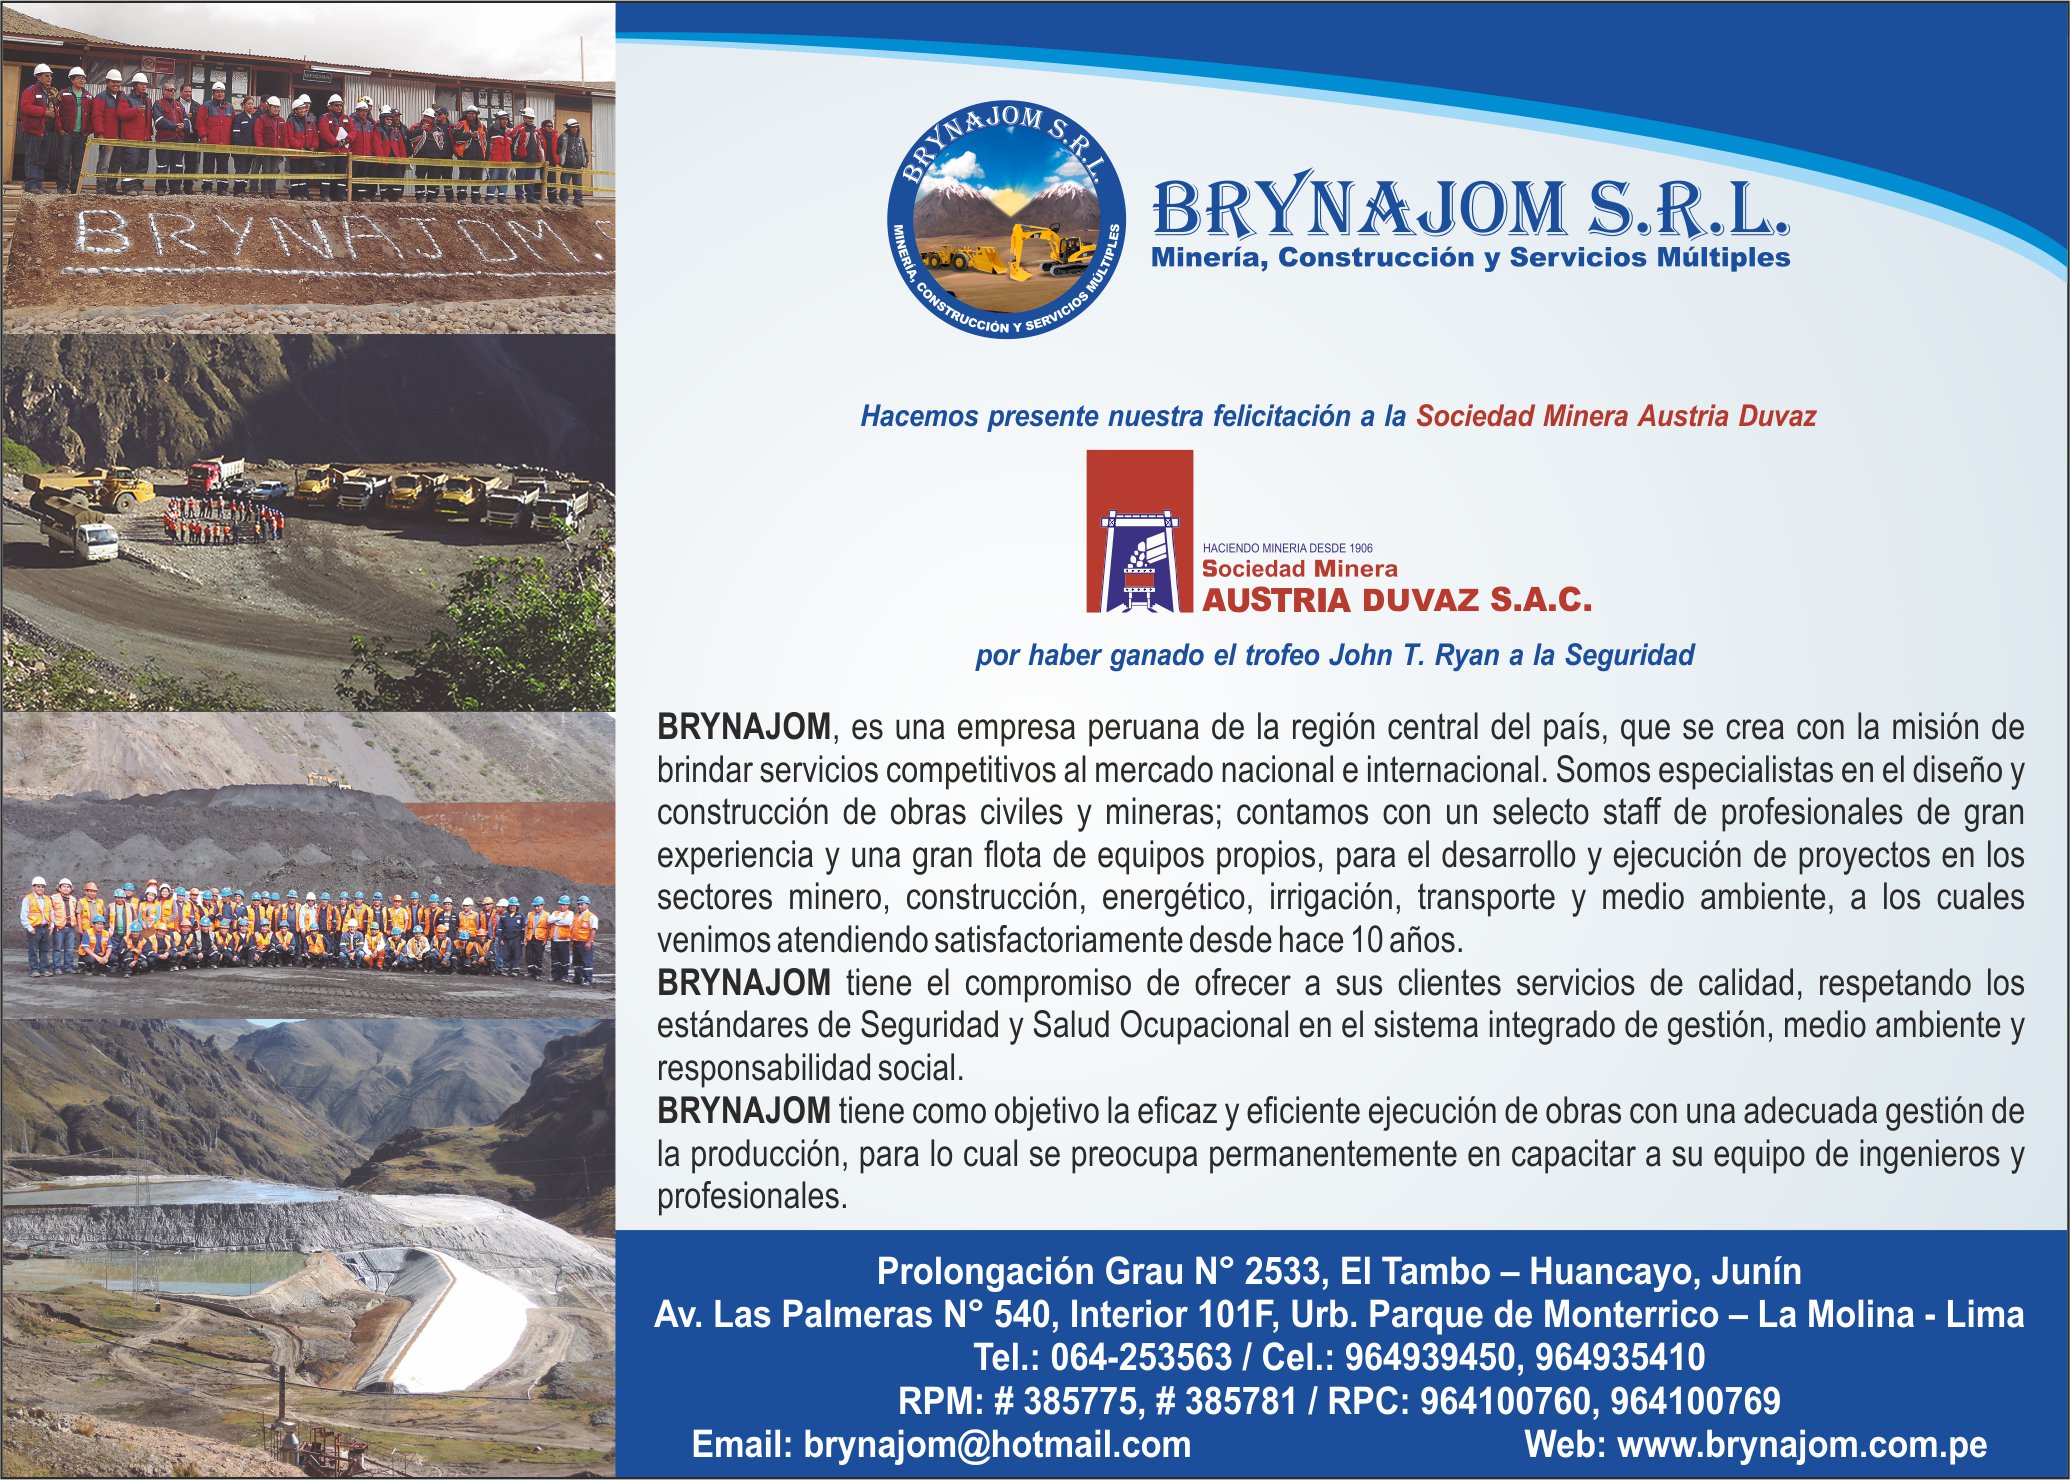 OFICINA
BRYNAJOM.S
BRYNAJOM S.R.L.
MINERÍA, CONSTRUCCIÓN Y SERVICIOS MÚLTIPLES
BRYNAJOM S.R.L.
Minería, Construcción y Servicios Múltiples
Hacemos presente nuestra felicitación a la Sociedad Minera Austria Duvaz
HACIENDO MINERIA DESDE 1906
Sociedad Minera
AUSTRIA DUVAZ S.A.C.
por haber ganado el trofeo John T. Ryan a la Seguridad
BRYNAJOM, es una empresa peruana de la región central del país, que se crea con la misión de
brindar servicios competitivos al mercado nacional e internacional. Somos especialistas en el diseño y
construcción de obras civiles y mineras; contamos con un selecto staff de profesionales de gran
experiencia y una gran flota de equipos propios, para el desarrollo y ejecución de proyectos en los
sectores minero, construcción, energético, irrigación, transporte y medio ambiente, a los cuales
venimos atendiendo satisfactoriamente desde hace 10 años.
BRYNAJOM tiene el compromiso de ofrecer a sus clientes servicios de calidad, respetando los
estándares de Seguridad y Salud Ocupacional en el sistema integrado de gestión, medio ambiente y
responsabilidad social.
BRYNAJOM tiene como objetivo la eficaz y eficiente ejecución de obras con una adecuada gestión de
la producción, para lo cual se preocupa permanentemente en capacitar a su equipo de ingenieros y
profesionales.
Prolongación Grau N° 2533, El Tambo – Huancayo, Junín
Av. Las Palmeras N° 540, Interior 101F, Urb. Parque de Monterrico – La Molina - Lima
Tel.: 064-253563 / Cel.: 964939450, 964935410
RPM: # 385775, # 385781 / RPC: 964100760, 964100769
Email: brynajom@hotmail.com Web: www.brynajom.com.pe